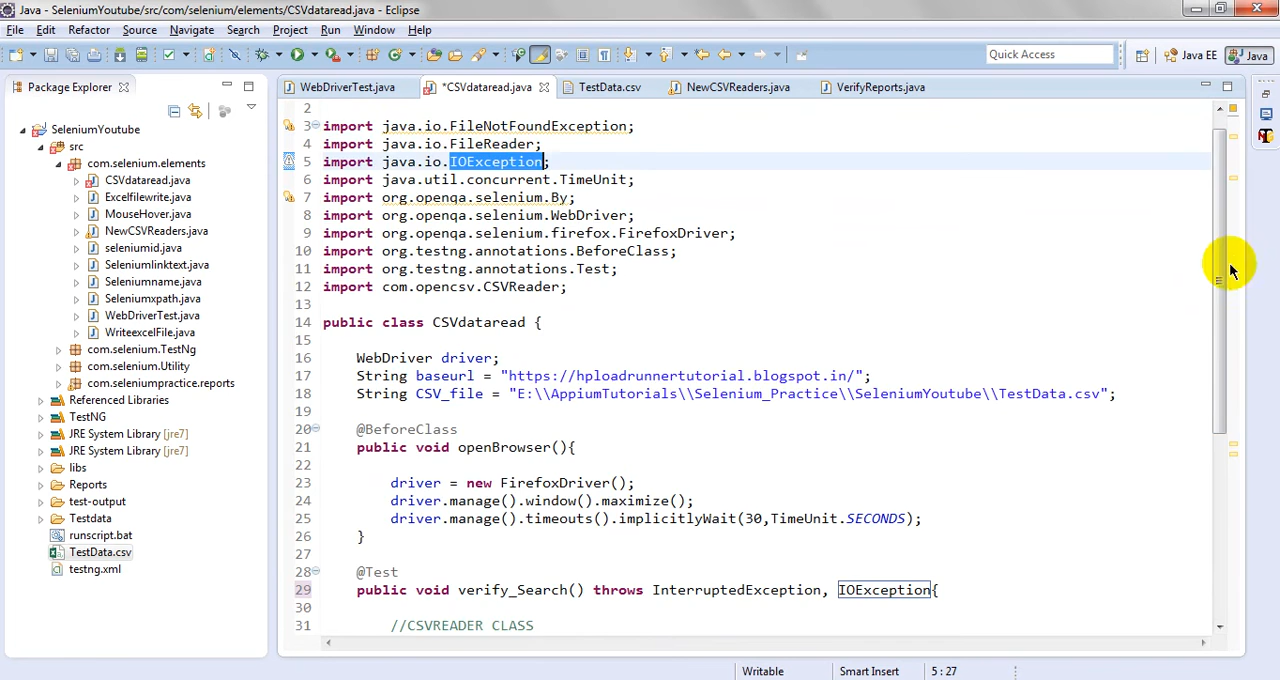 Java - SeleniumYoutube/src/com/selenium/elements/CSVdataread.java - Eclipse
File Edit Refactor Source Navigate Search Project Run Window Help
Quick Access Java EE Java
Package Explorer
WebDriverTest.java *CSVdataread.java TestData.csv NewCSVReaders.java VerifyReports.java
SeleniumYoutube
src
com.selenium.elements
CSVdataread.java
Excelfilewrite.java
MouseHover.java
NewCSVReaders.java
seleniumid.java
Seleniumlinktext.java
Seleniumname.java
Seleniumxpath.java
WebDriverTest.java
WriteexcelFile.java
com.selenium.TestNg
com.selenium.Utility
com.seleniumpractice.reports
Referenced Libraries
TestNG
JRE System Library [jre7]
JRE System Library [jre7]
libs
Reports
test-output
Testdata
runscript.bat
TestData.csv
testng.xml
2
3 import java.io.FileNotFoundException;
4 import java.io.FileReader;
5 import java.io.IOException;
6 import java.util.concurrent.TimeUnit;
7 import org.openqa.selenium.By;
8 import org.openqa.selenium.WebDriver;
9 import org.openqa.selenium.firefox.FirefoxDriver;
10 import org.testng.annotations.BeforeClass;
11 import org.testng.annotations.Test;
12 import com.opencsv.CSVReader;
13
14 public class CSVdataread {
15
16 WebDriver driver;
17 String baseurl = "https://hploadrunnertutorial.blogspot.in/";
18 String CSV_file = "E:\\AppiumTutorials\\Selenium_Practice\\SeleniumYoutube\\TestData.csv";
19
20 @BeforeClass
21 public void openBrowser(){
22
23 driver = new FirefoxDriver();
24 driver.manage().window().maximize();
25 driver.manage().timeouts().implicitlyWait(30,TimeUnit.SECONDS);
26 }
27
28 @Test
29 public void verify_Search() throws InterruptedException, IOException{
30
31 //CSVREADER CLASS
Writable Smart Insert 5 : 27